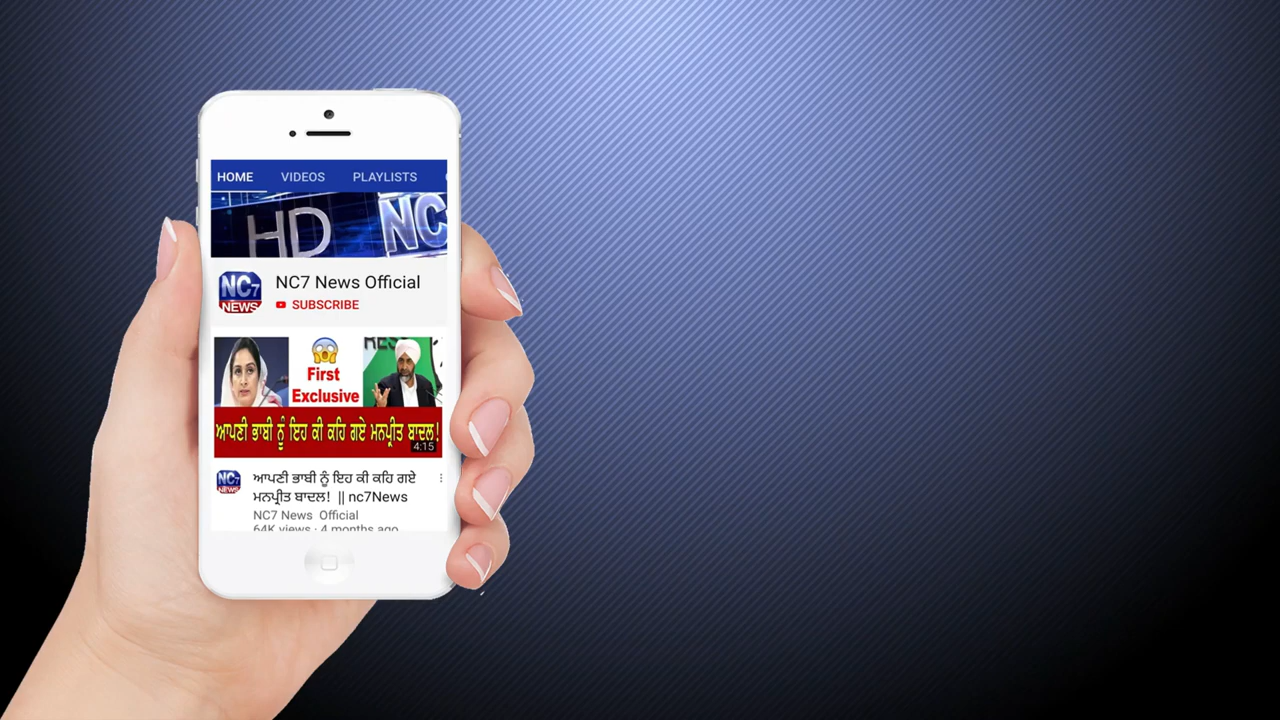 HOME VIDEOS PLAYLISTS
HD NC
NC7 NEWS
NC7 News Official
SUBSCRIBE
First
Exclusive
ਆਪਣੀ ਭਾਬੀ ਨੂੰ ਇਹ ਕੀ ਕਹਿ ਗਏ ਮਨਪ੍ਰੀਤ ਬਾਦਲ!
4:15
NC7 NEWS
ਆਪਣੀ ਭਾਬੀ ਨੂੰ ਇਹ ਕੀ ਕਹਿ ਗਏ
ਮਨਪ੍ਰੀਤ ਬਾਦਲ! || nc7News
NC7 News Official
64K views · 4 months ago